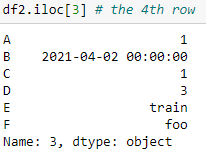 df2.iloc[3] # the 4th row
A 1
B 2021-04-02 00:00:00
C 1
D 3
E train
F foo
Name: 3, dtype: object